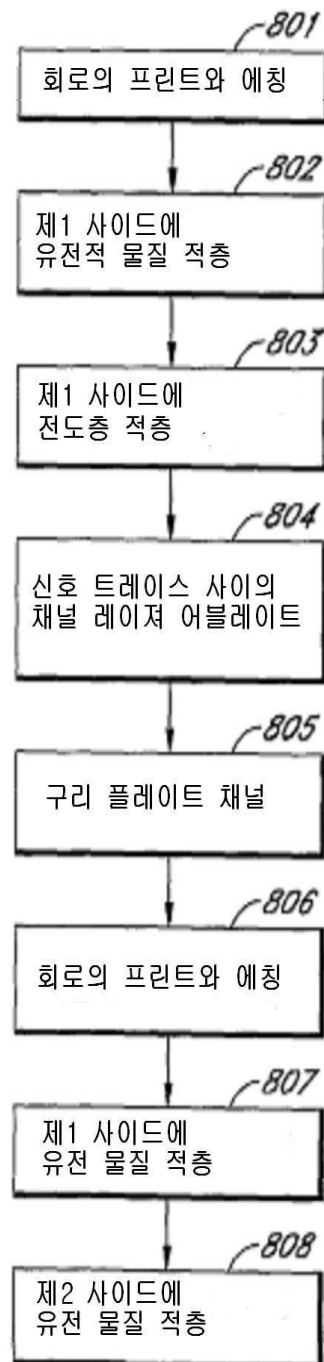 801
회로의 프린트와 에칭
802
제1 사이드에
유전적 물질 적층
803
제1 사이드에
전도층 적층
804
신호 트레이스 사이의
채널 레이져 어블레이트
805
구리 플레이트 채널
806
회로의 프린트와 에칭
807
제1 사이드에
유전 물질 적층
808
제2 사이드에
유전 물질 적층